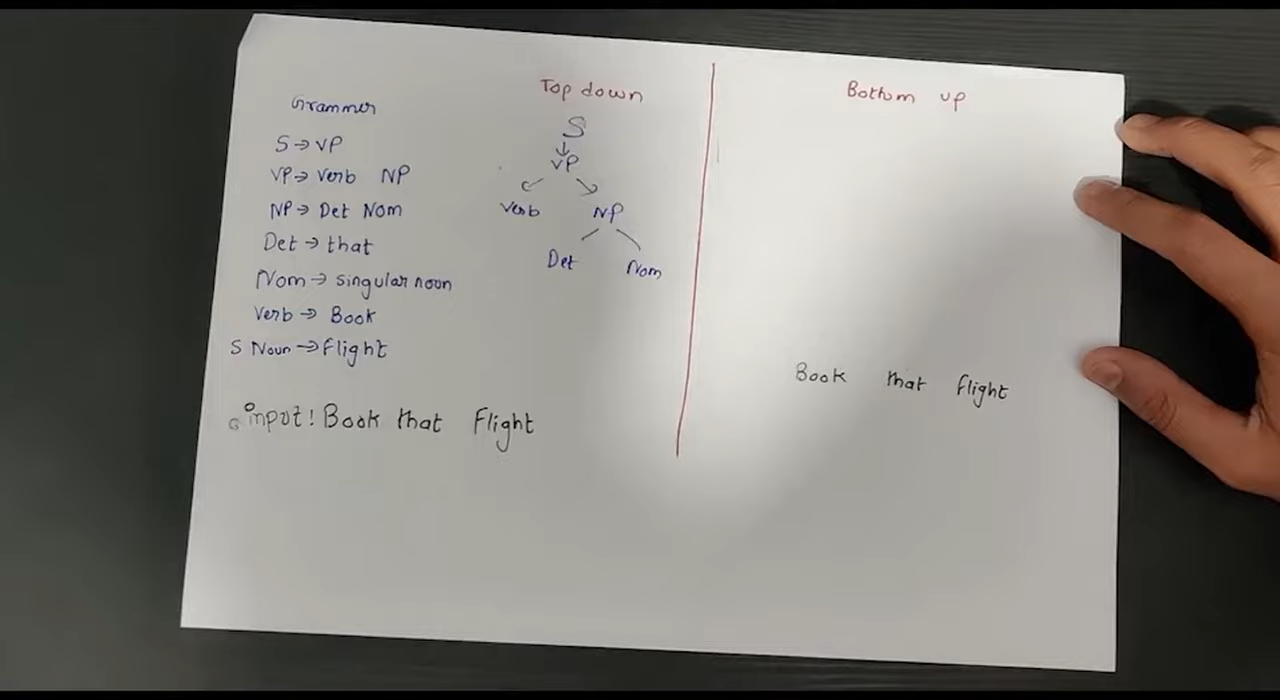 Grammer
S→VP
VP→Verb NP
NP→Det Nom
Det→that
Nom→singular noun
Verb→Book
S Noun→Flight
input! Book that Flight
Top down
S
VP
Verb NP
Det Nom
Bottum up
Book that flight